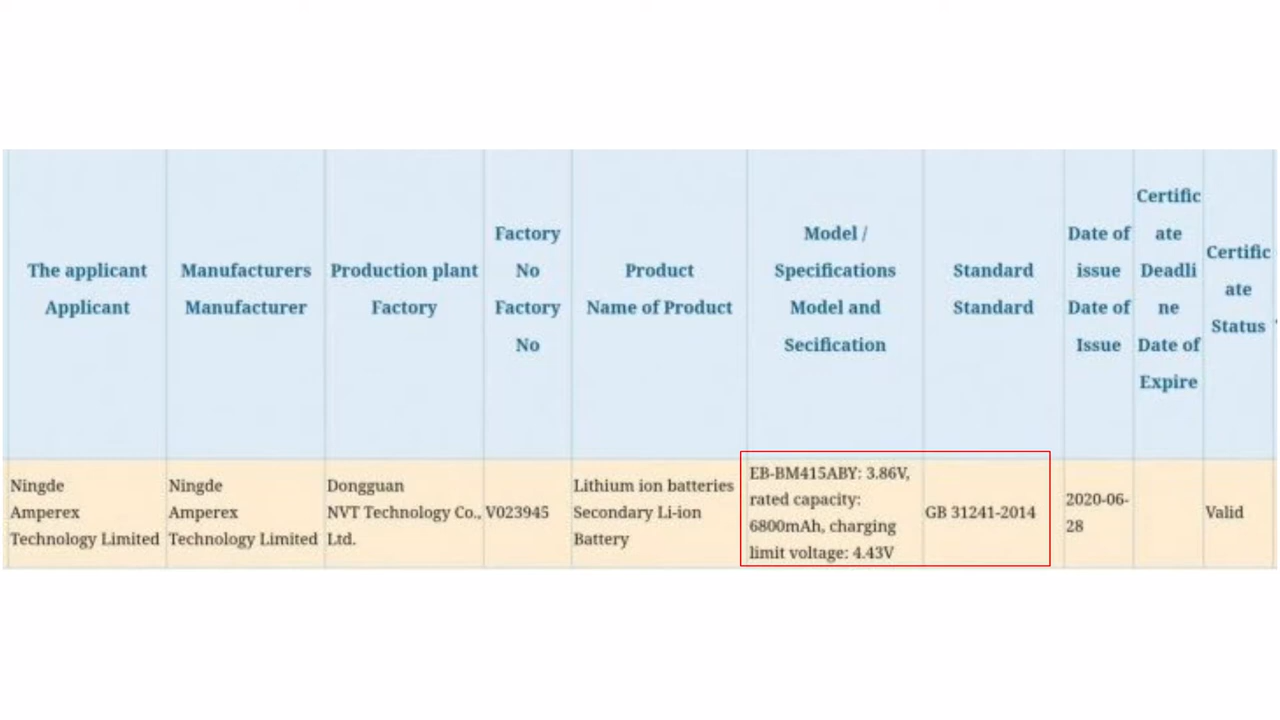 The applicant
Applicant
Manufacturers
Manufacturer
Production plant
Factory
Factory
No
Factory
No
Product
Name of Product
Model /
Specifications
Model and
Secification
Standard
Standard
Date of
issue
Date of
Issue
Certific
ate
Deadli
ne
Date of
Expire
Certific
ate
Status
Ningde
Amperex
Technology Limited
Ningde
Amperex
Technology Limited
Dongguan
NVT Technology Co.,
Ltd.
V023945
Lithium ion batteries
Secondary Li-ion
Battery
EB-BM415ABY: 3.86V,
rated capacity:
6800mAh, charging
limit voltage: 4.43V
GB 31241-2014
2020-06-
28
Valid